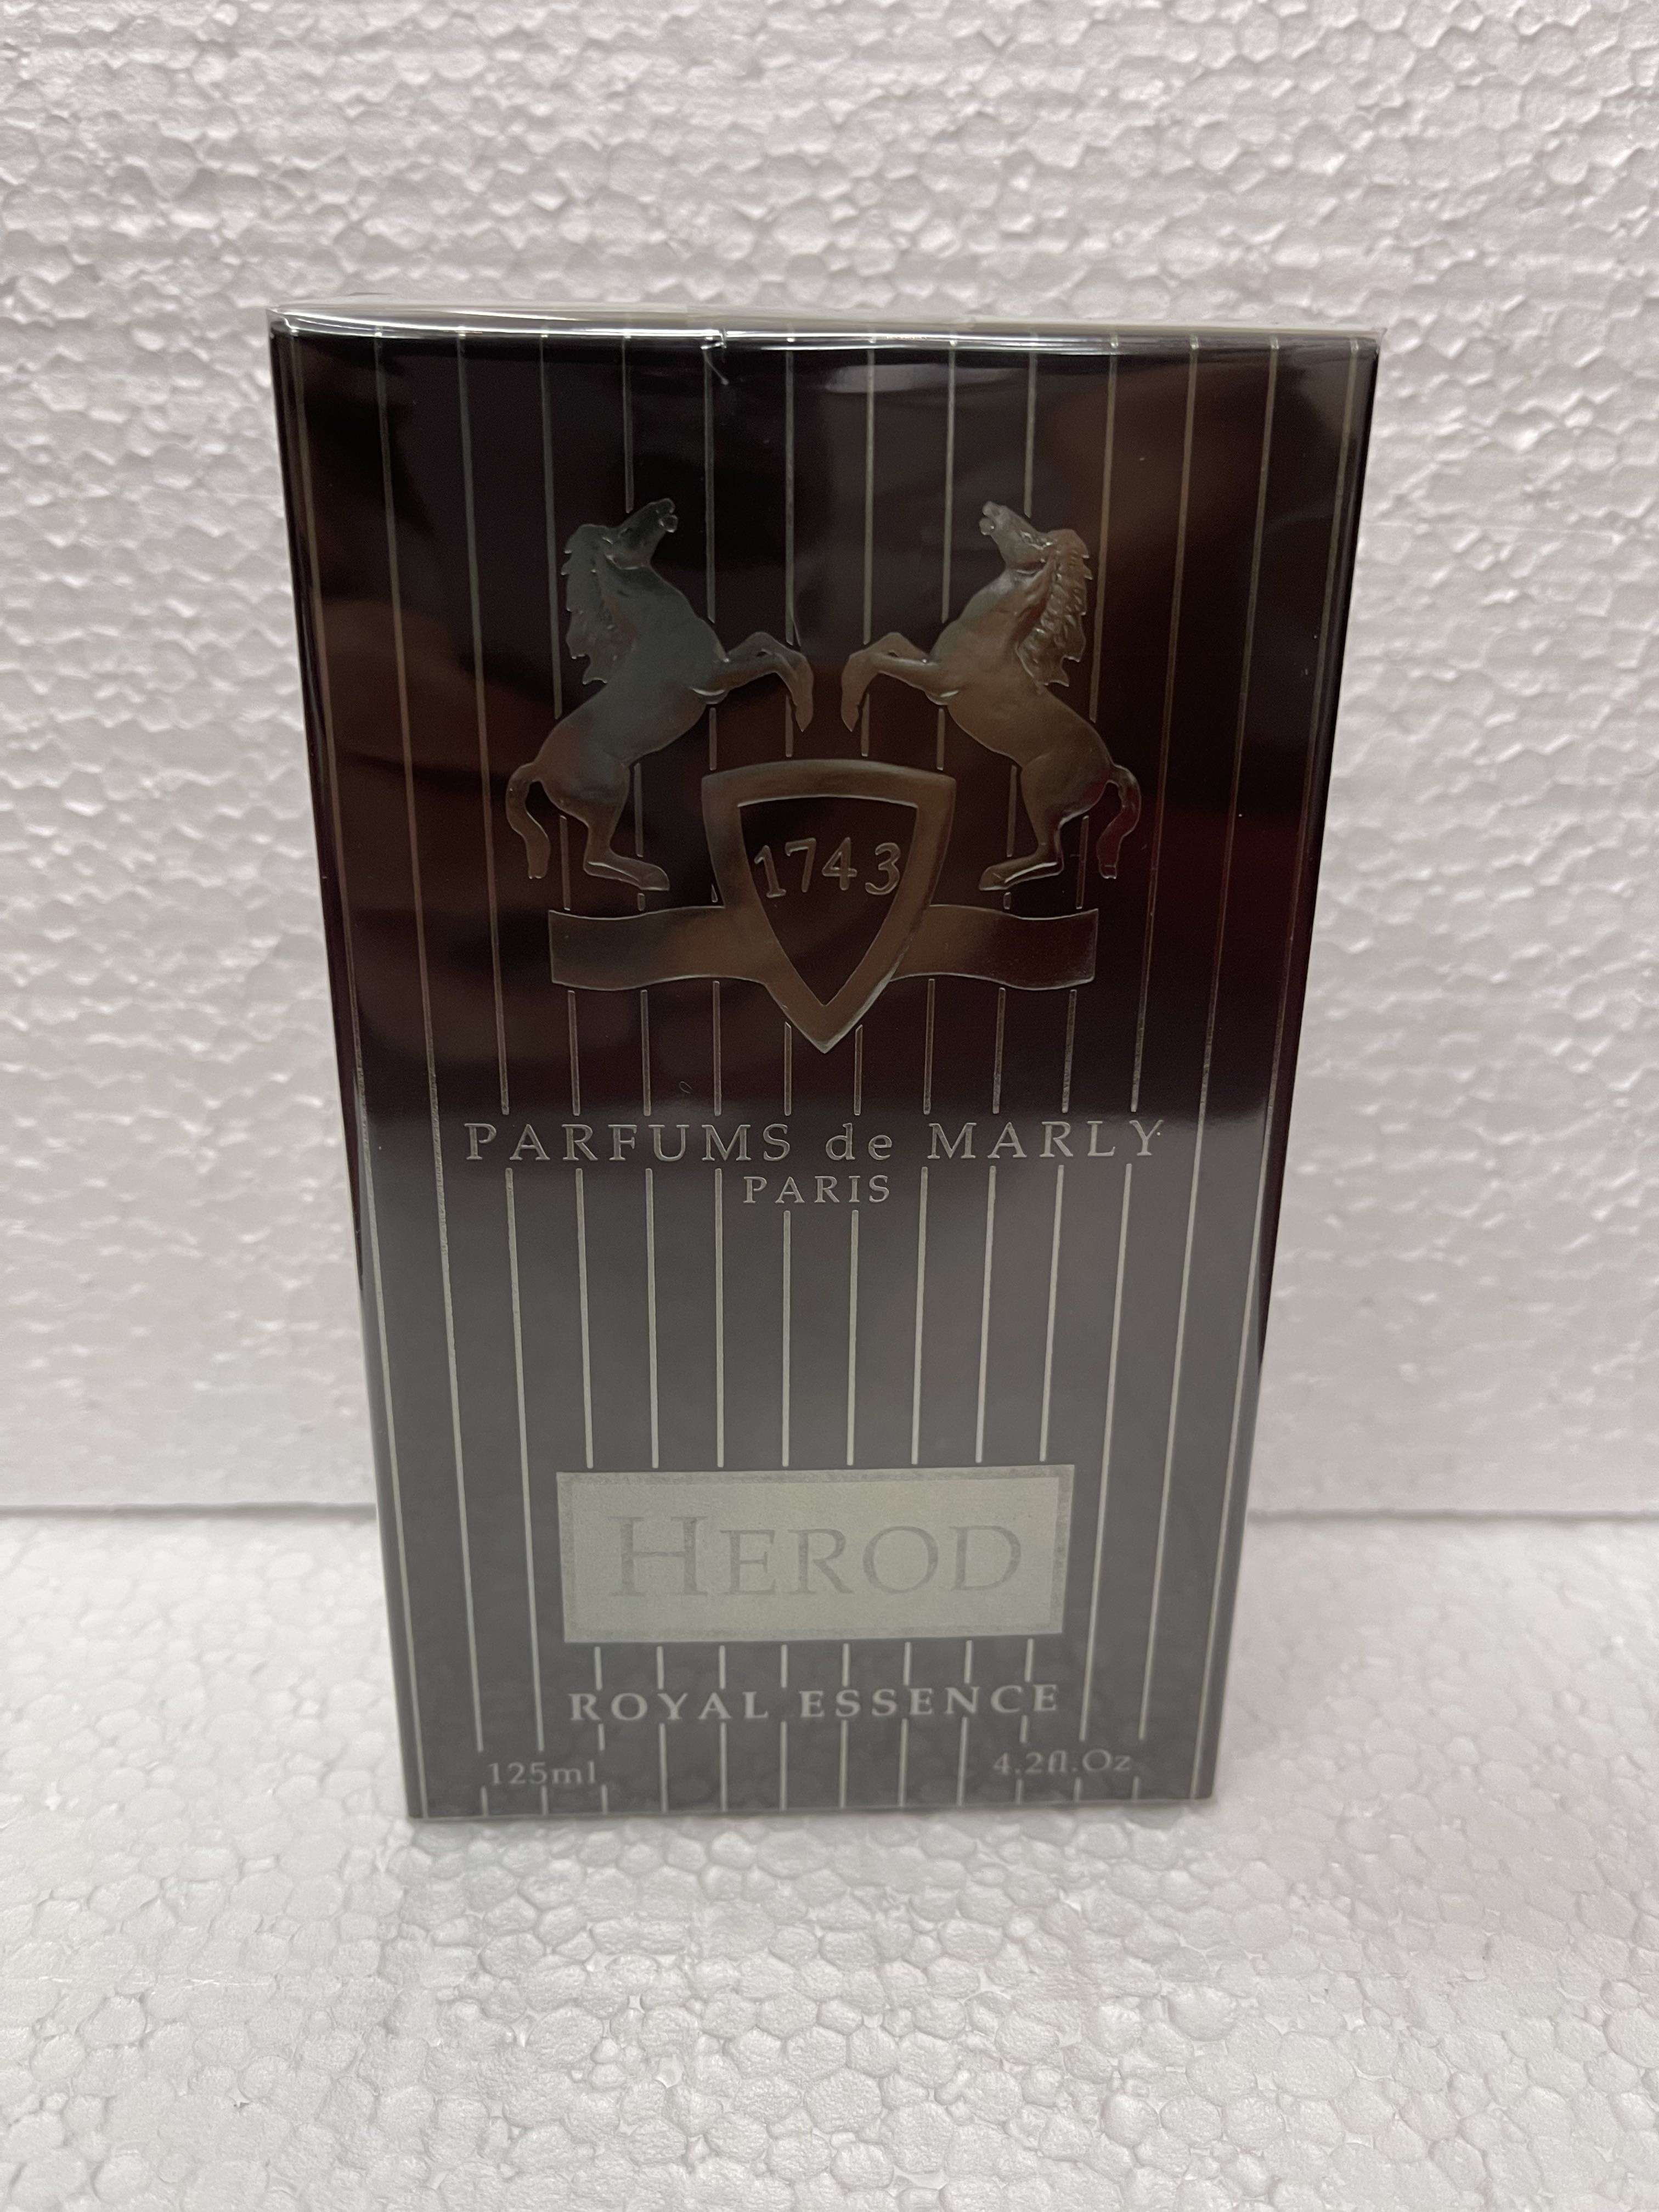 1743
PARFUMS de MARLY
PARIS
HEROD
ROYAL ESSENCE
125ml 4.2fl.Oz